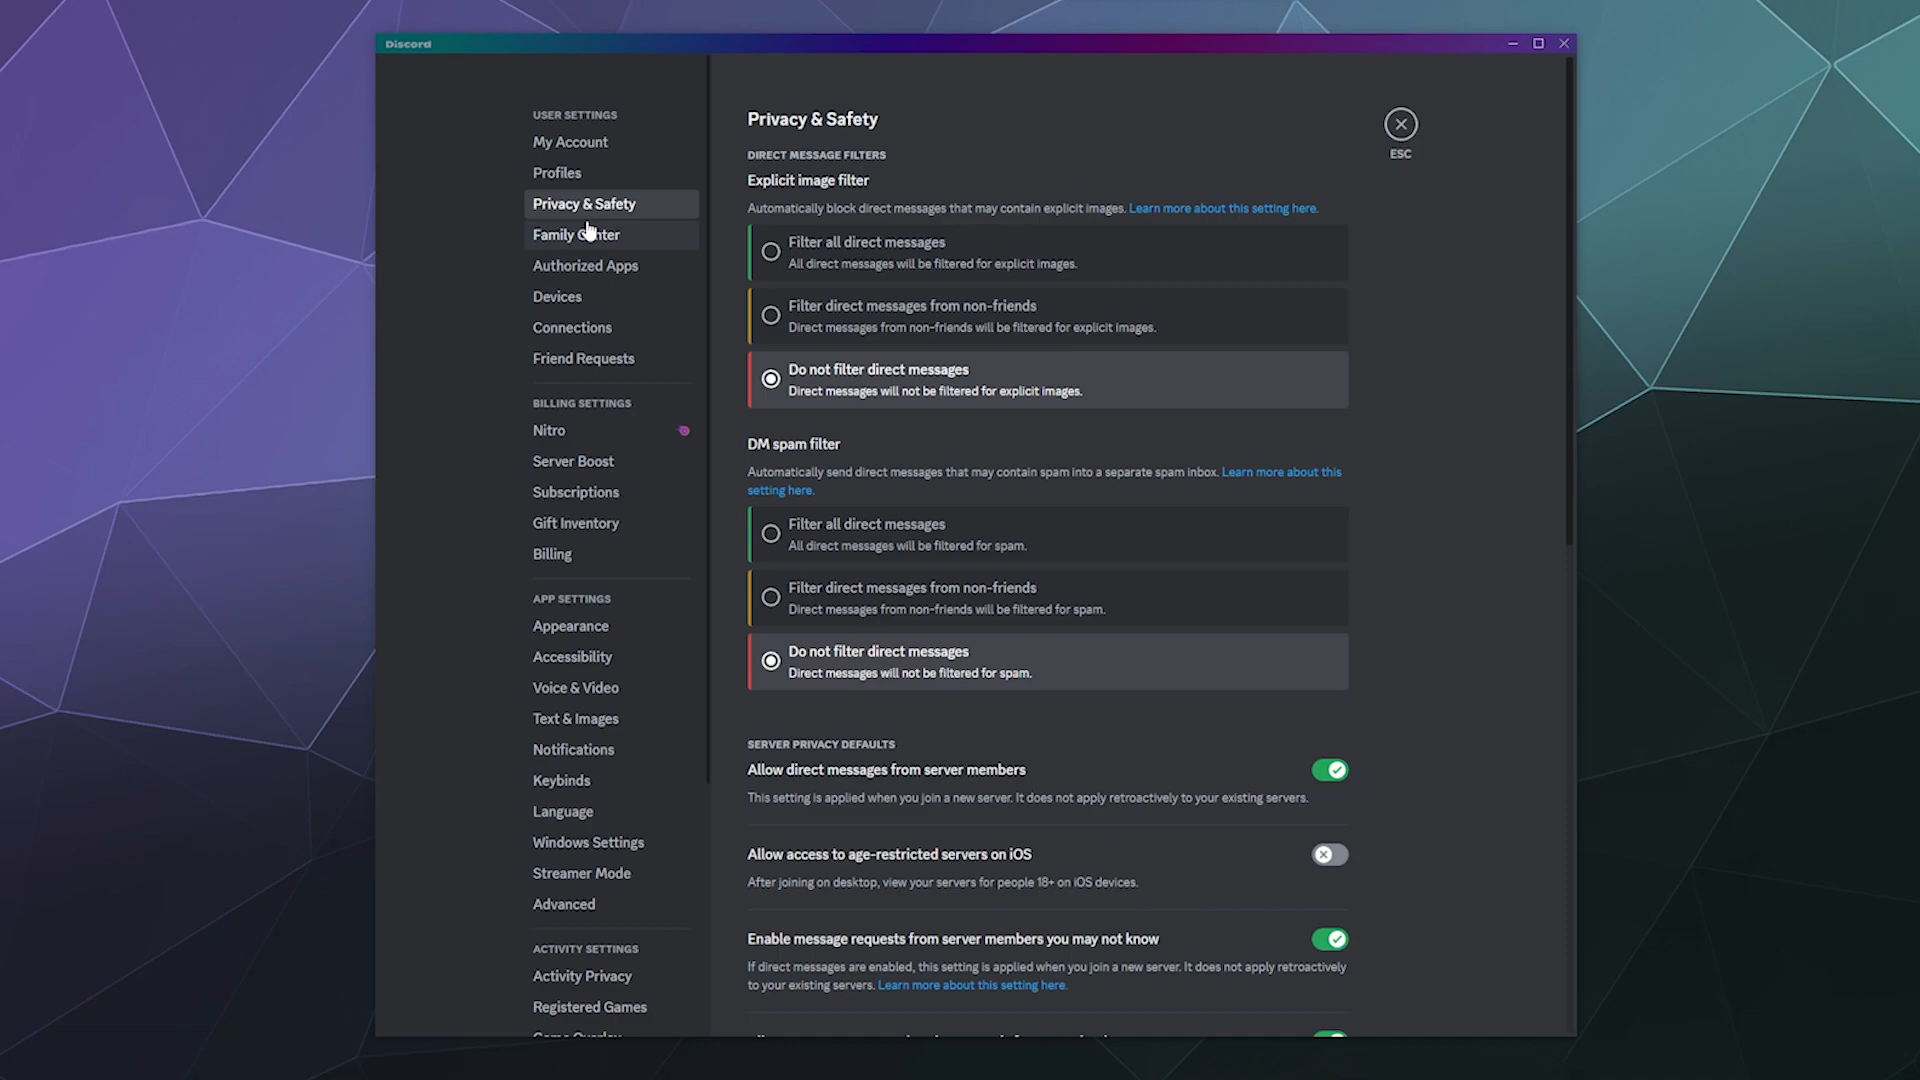 Discord
USER SETTINGS
My Account
Profiles
Privacy & Safety
Family Center
Authorized Apps
Devices
Connections
Friend Requests
BILLING SETTINGS
Nitro
Server Boost
Subscriptions
Gift Inventory
Billing
APP SETTINGS
Appearance
Accessibility
Voice & Video
Text & Images
Notifications
Keybinds
Language
Windows Settings
Streamer Mode
Advanced
ACTIVITY SETTINGS
Activity Privacy
Registered Games
Game Overlay
Privacy & Safety
ESC
DIRECT MESSAGE FILTERS
Explicit image filter
Automatically block direct messages that may contain explicit images. Learn more about this setting here.
Filter all direct messages
All direct messages will be filtered for explicit images.
Filter direct messages from non-friends
Direct messages from non-friends will be filtered for explicit images.
Do not filter direct messages
Direct messages will not be filtered for explicit images.
DM spam filter
Automatically send direct messages that may contain spam into a separate spam inbox. Learn more about this
setting here.
Filter all direct messages
All direct messages will be filtered for spam.
Filter direct messages from non-friends
Direct messages from non-friends will be filtered for spam.
Do not filter direct messages
Direct messages will not be filtered for spam.
SERVER PRIVACY DEFAULTS
Allow direct messages from server members
This setting is applied when you join a new server. It does not apply retroactively to your existing servers.
Allow access to age-restricted servers on iOS
After joining on desktop, view your servers for people 18+ on iOS devices.
Enable message requests from server members you may not know
If direct messages are enabled, this setting is applied when you join a new server. It does not apply retroactively
to your existing servers. Learn more about this setting here.